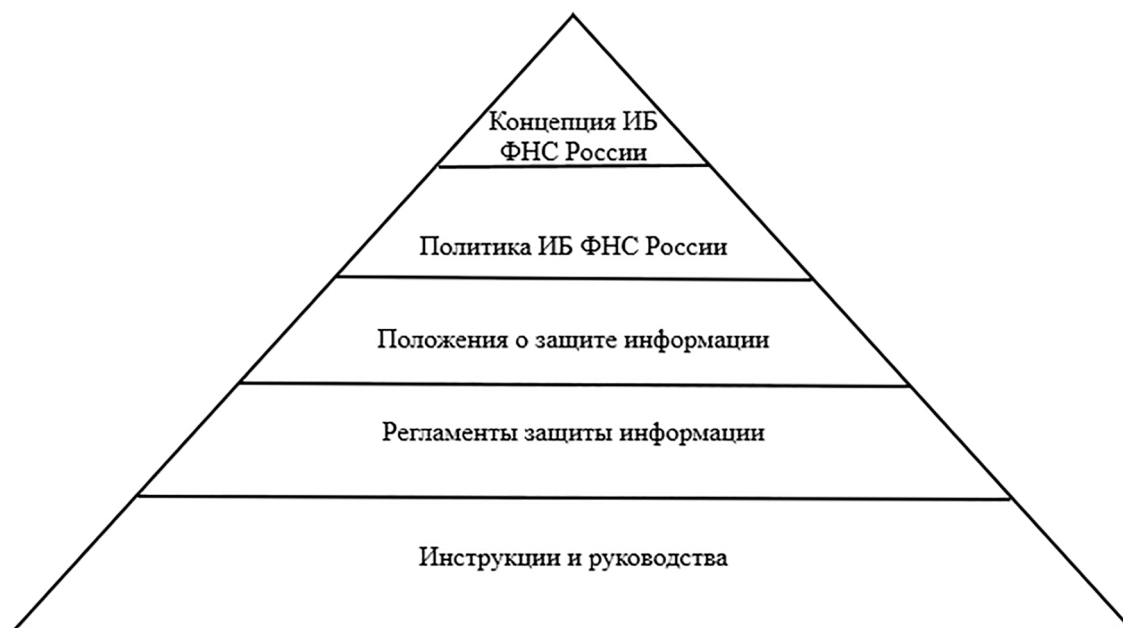 Концепция ИБ
ФНС России
Политика ИБ ФНС России
Положения о защите информации
Регламенты защиты информации
Инструкции и руководства